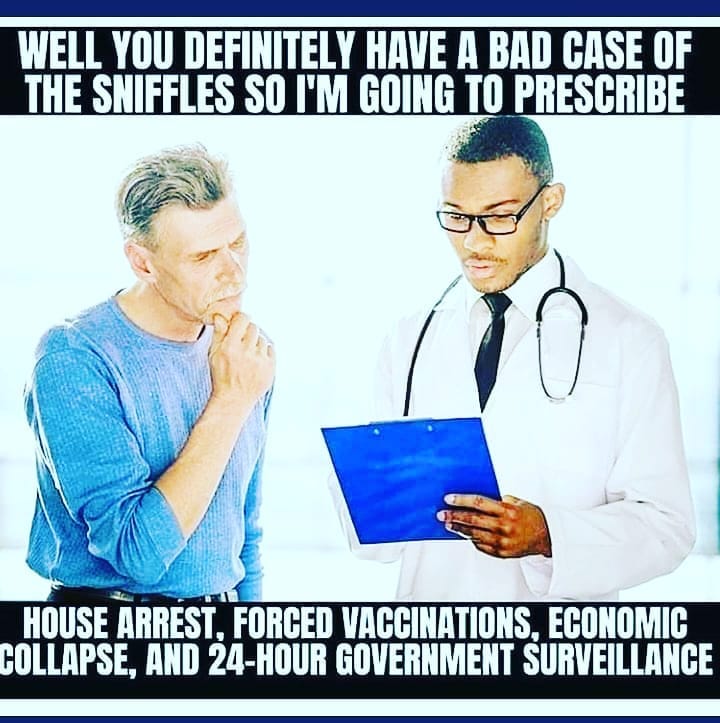 WELL YOU DEFINITELY HAVE A BAD CASE OF
THE SNIFFLES SO I'M GOING TO PRESCRIBE
HOUSE ARREST, FORCED VACCINATIONS, ECONOMIC
COLLAPSE, AND 24-HOUR GOVERNMENT SURVEILLANCE